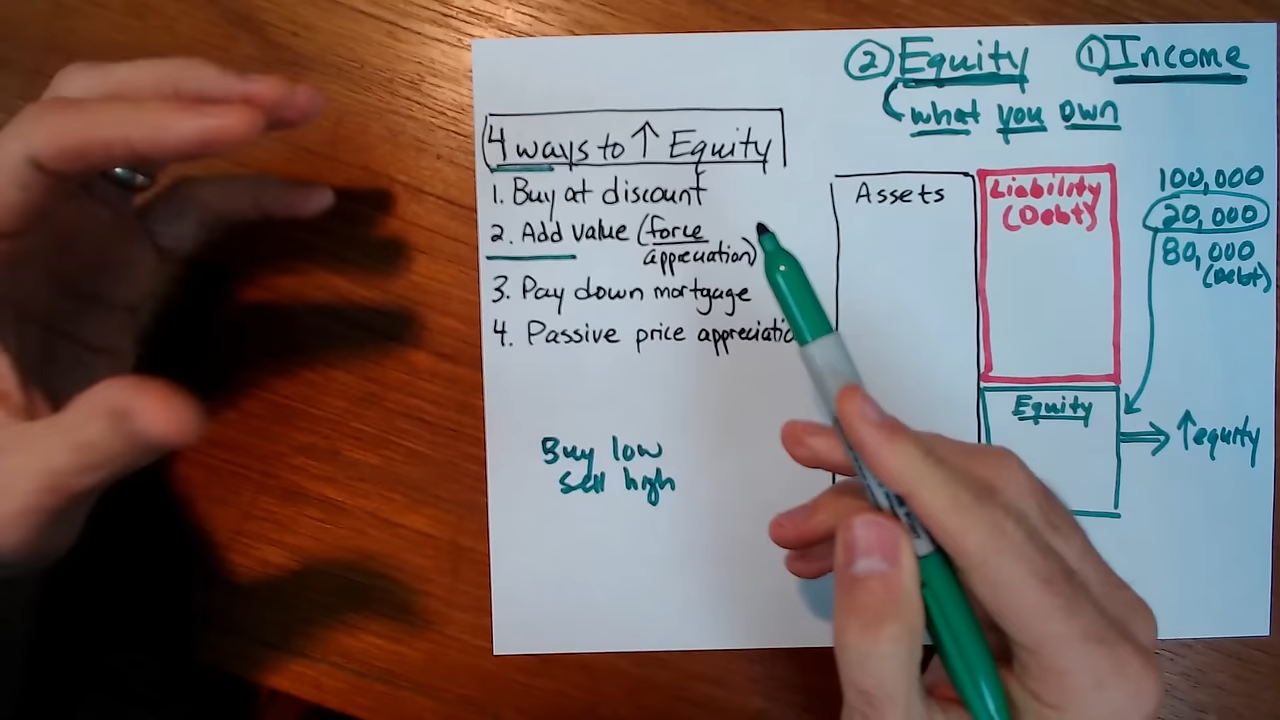 ② Equity ① Income
what you own
4 ways to ↑ Equity
1. Buy at discount
2. Add value (force
appreciation)
3. Pay down mortgage
4. Passive price appreciatio
Buy low
Sell high
Assets
Liability
(Debt)
Equity
100,000
20,000
80,000
(Debt)
↑ equity